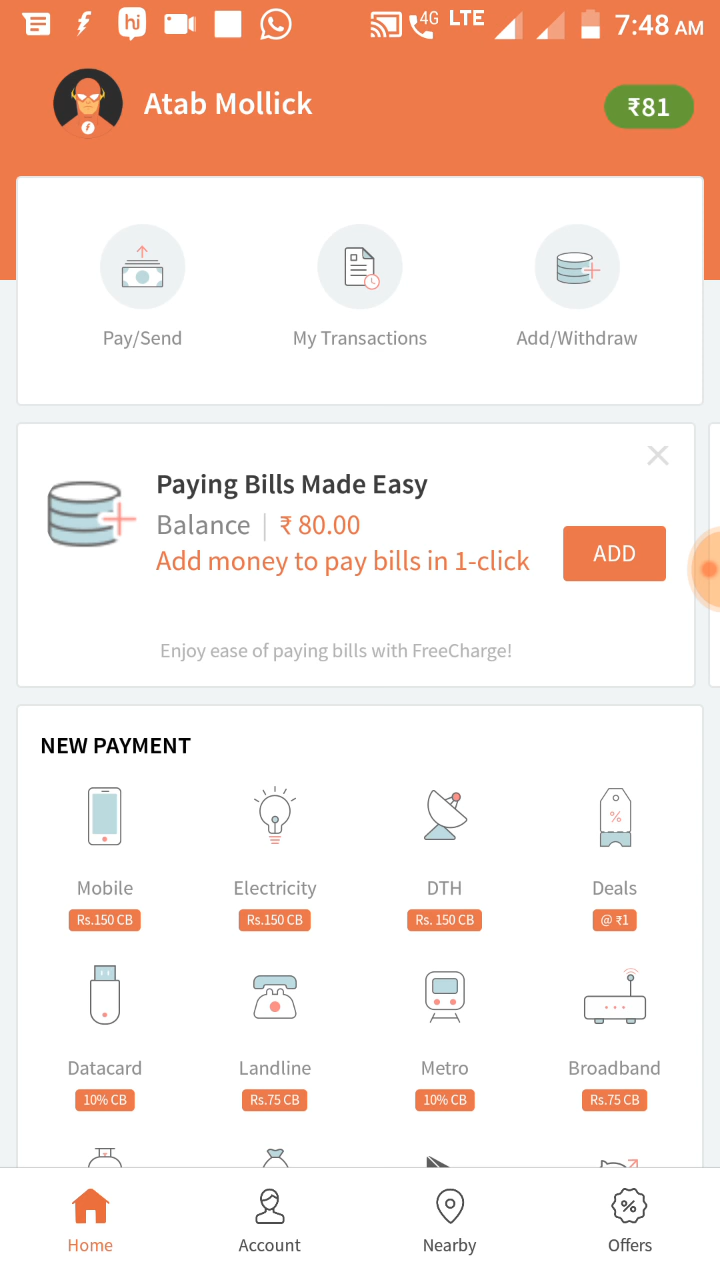 hi 4G LTE 7:48 AM
Atab Mollick ₹81
Pay/Send My Transactions Add/Withdraw
Paying Bills Made Easy
Balance | ₹ 80.00
Add money to pay bills in 1-click
ADD
Enjoy ease of paying bills with FreeCharge!
NEW PAYMENT
%
Mobile Electricity DTH Deals
Rs.150 CB Rs.150 CB Rs. 150 CB @ ₹1
Datacard Landline Metro Broadband
10% CB Rs.75 CB 10% CB Rs.75 CB
%
Home Account Nearby Offers